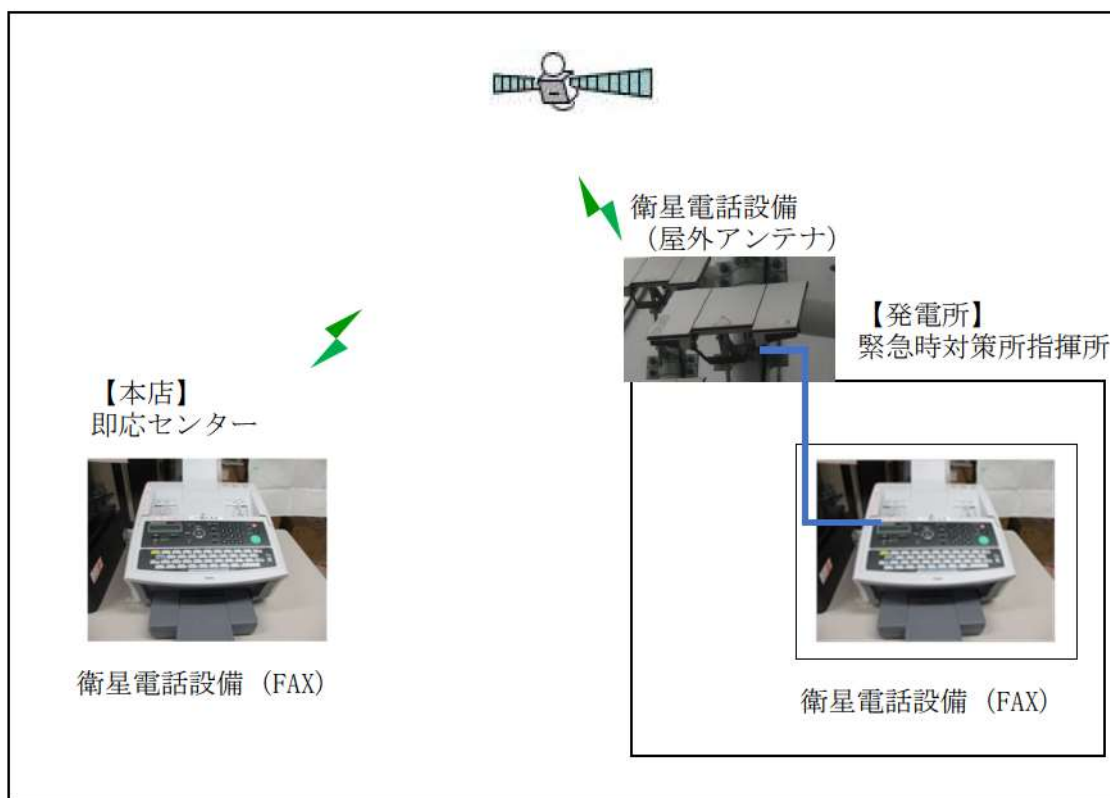 衛星電話設備
（屋外アンテナ）
【発電所】
緊急時対策所指揮所
【本店】
即応センター
衛星電話設備 (FAX)
衛星電話設備 (FAX)